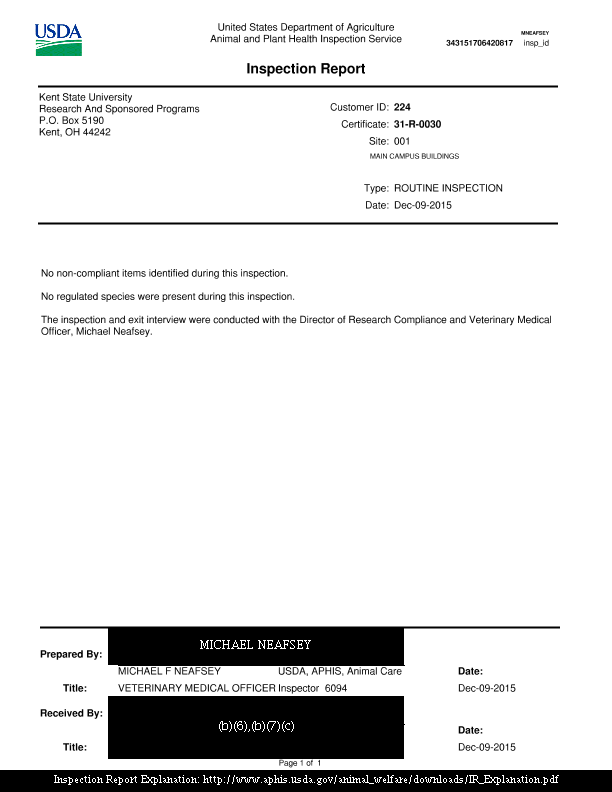 USDA
United States Department of Agriculture
Animal and Plant Health Inspection Service
MNEAFSEY
343151706420817 insp_id
Inspection Report
Kent State University
Research And Sponsored Programs
P.O. Box 5190
Kent, OH 44242
Customer ID: 224
Certificate: 31-R-0030
Site: 001
MAIN CAMPUS BUILDINGS
Type: ROUTINE INSPECTION
Date: Dec-09-2015
No non-compliant items identified during this inspection.
No regulated species were present during this inspection.
The inspection and exit interview were conducted with the Director of Research Compliance and Veterinary Medical
Officer, Michael Neafsey.
MICHAEL NEAFSEY
Prepared By:
MICHAEL F NEAFSEY USDA, APHIS, Animal Care Date:
Title: VETERINARY MEDICAL OFFICER Inspector 6094 Dec-09-2015
Received By:
(b)(6),(b)(7)(c)
Date:
Title: Dec-09-2015
Page 1 of 1
Inspection Report Explanation: http://www.aphis.usda.gov/animal_welfare/downloads/IR_Explanation.pdf